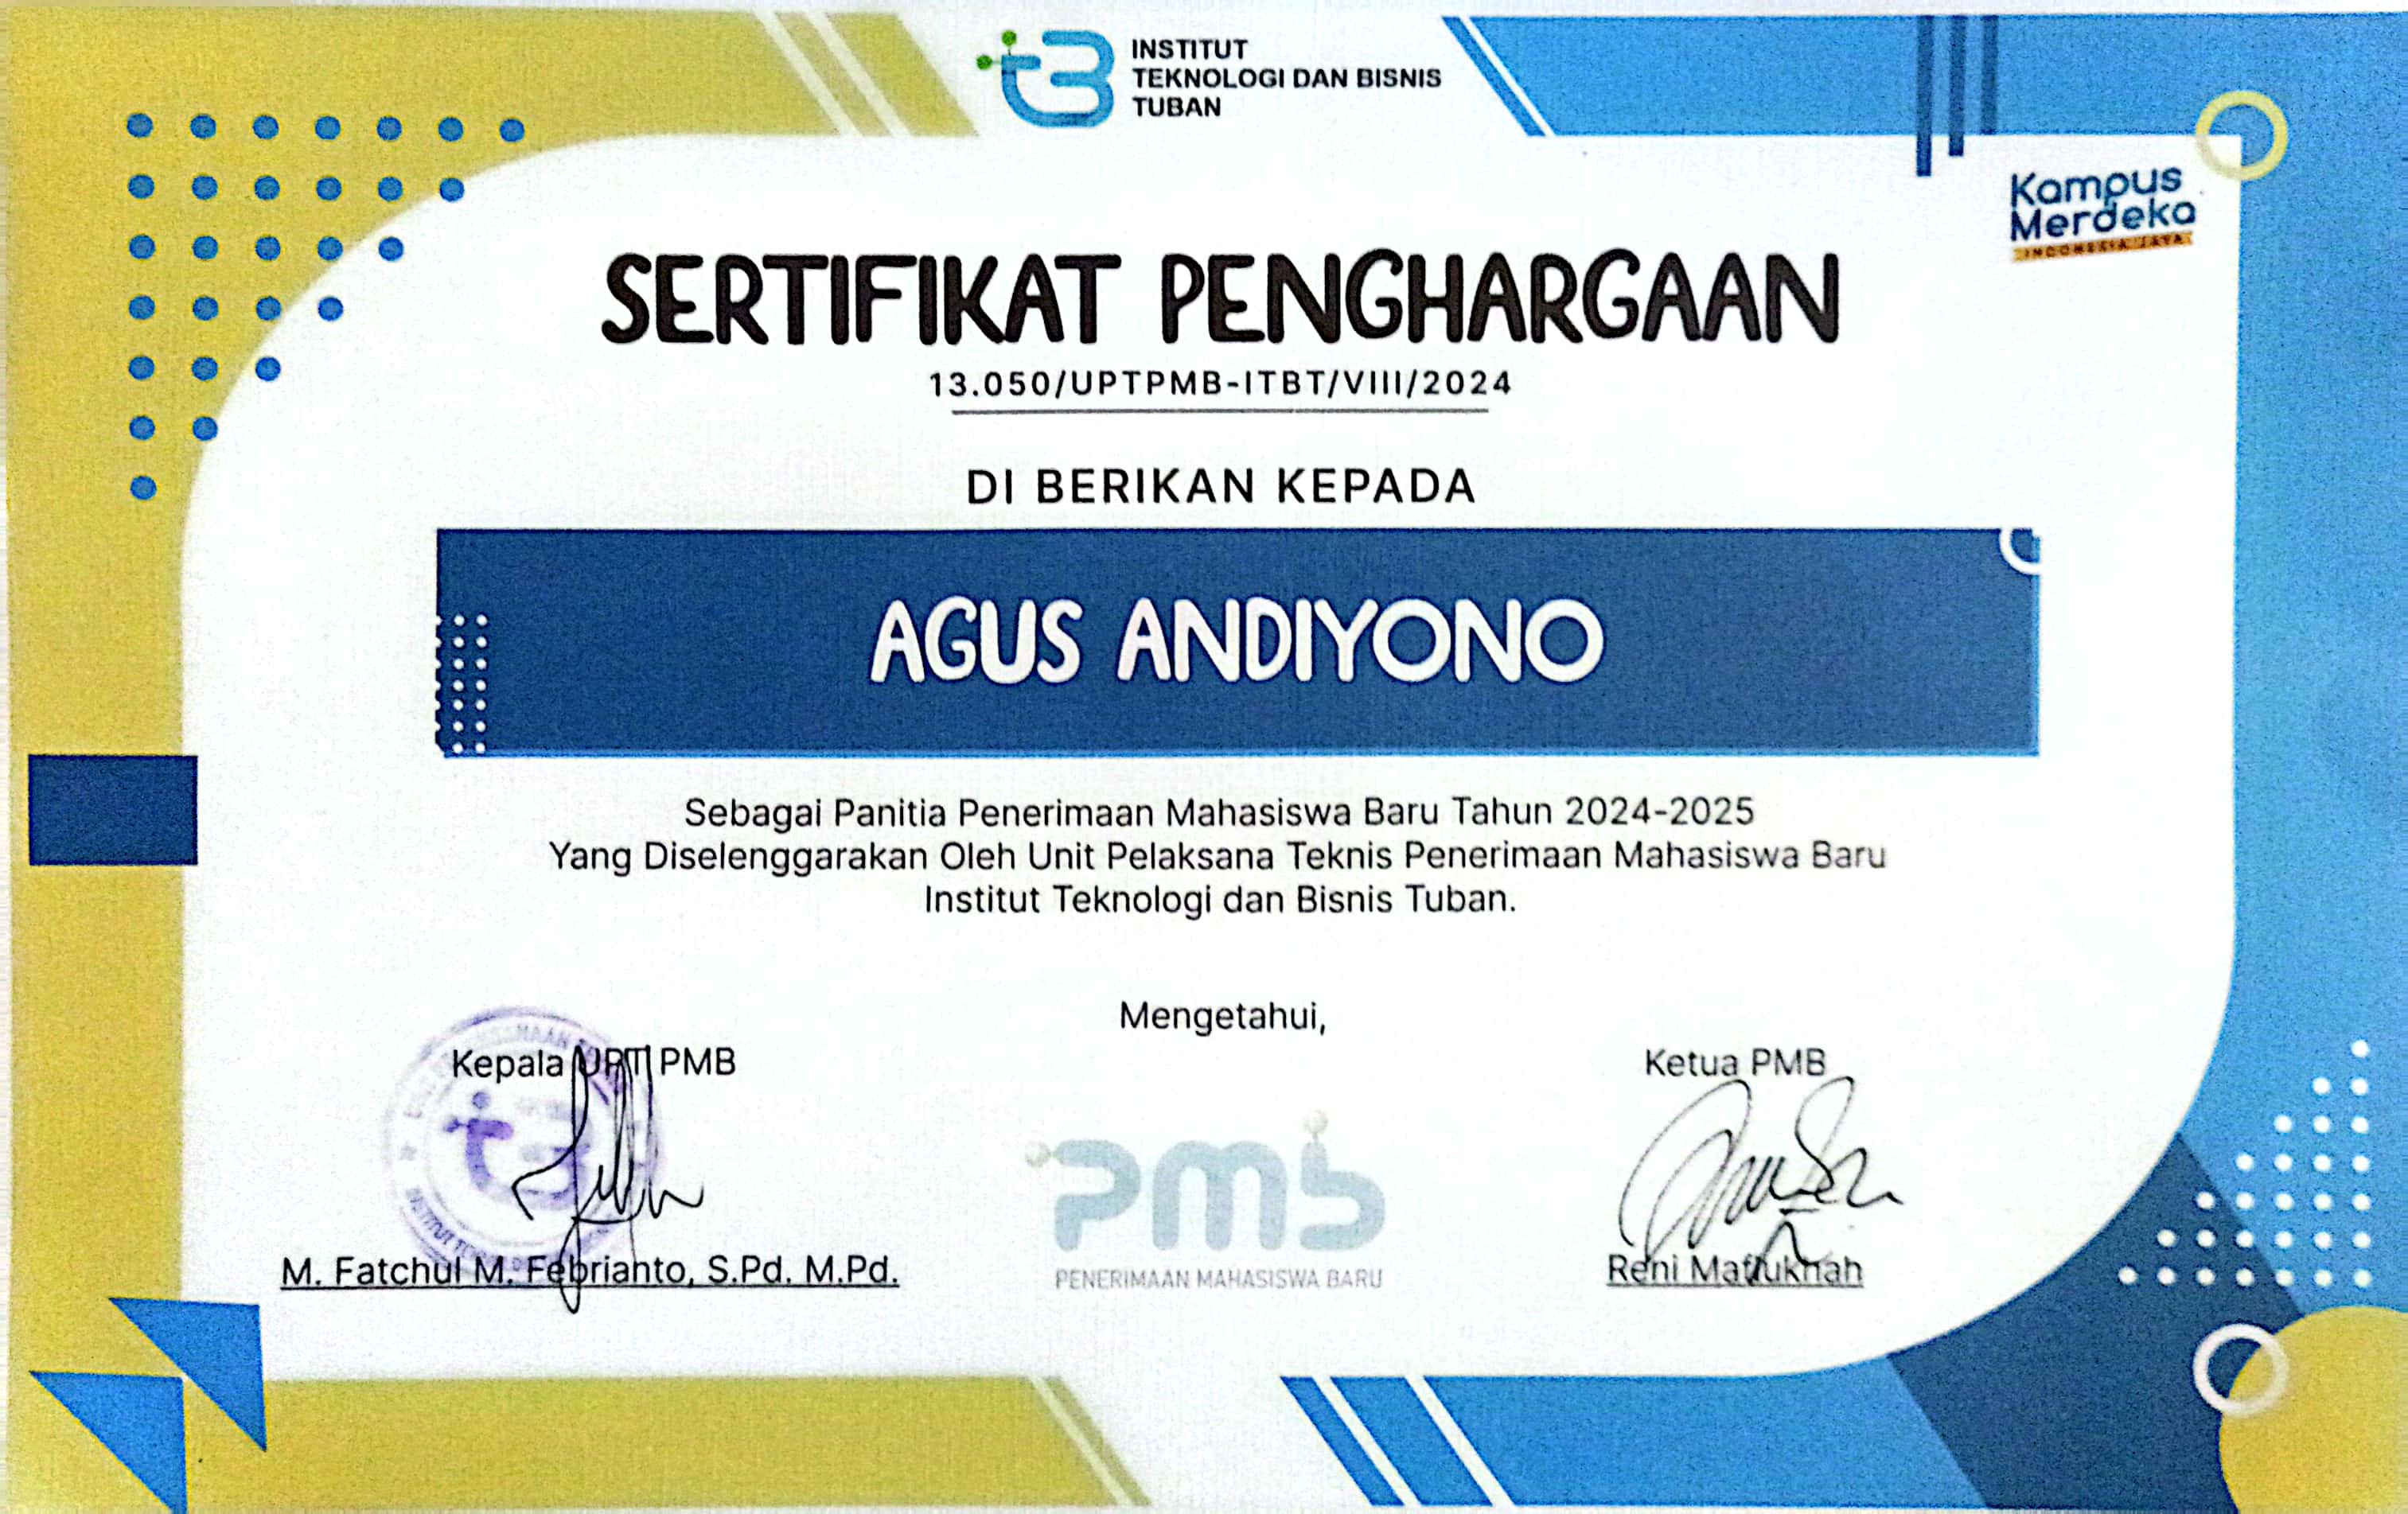 INSTITUT
TEKNOLOGI DAN BISNIS
TUBAN
Kampus
Merdeka
INDONESIA JAYA
SERTIFIKAT PENGHARGAAN
13.050/UPTPMB-ITBT/VIII/2024
DI BERIKAN KEPADA
AGUS ANDIYONO
Sebagai Panitia Penerimaan Mahasiswa Baru Tahun 2024-2025
Yang Diselenggarakan Oleh Unit Pelaksana Teknis Penerimaan Mahasiswa Baru
Institut Teknologi dan Bisnis Tuban.
Mengetahui,
Kepala UPT PMB
Ketua PMB
pmb
PENERIMAAN MAHASISWA BARU
M. Fatchul M. Febrianto, S.Pd. M.Pd.
Reni